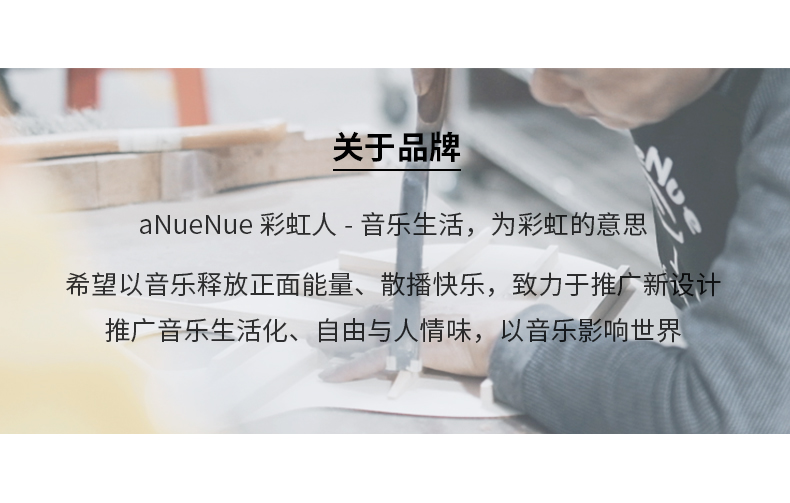 关于品牌
aNueNue 彩虹人 - 音乐生活，为彩虹的意思
希望以音乐释放正面能量、散播快乐，致力于推广新设计
推广音乐生活化、自由与人情味，以音乐影响世界
aNueNue